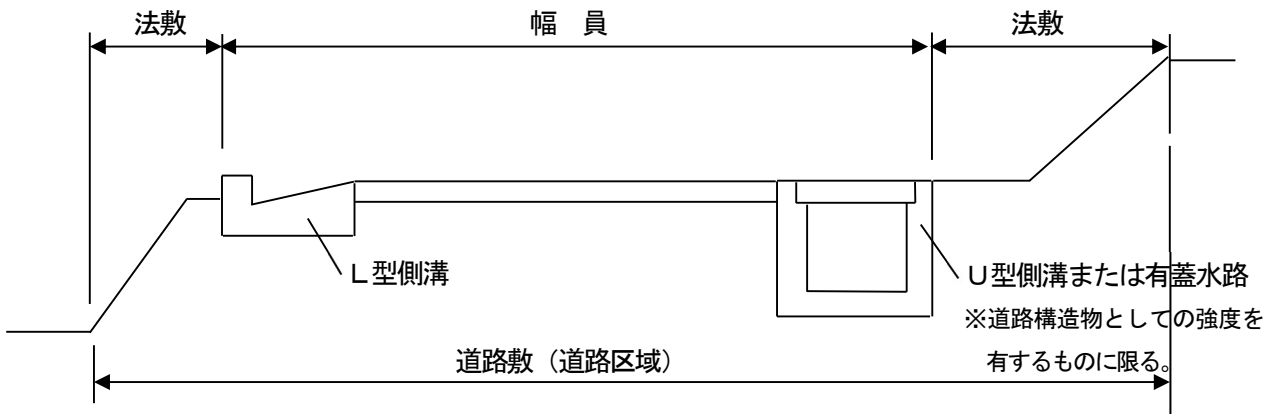 法敷
幅　員
法敷
Ｌ型側溝
Ｕ型側溝または有蓋水路
※道路構造物としての強度を
有するものに限る。
道路敷（道路区域）